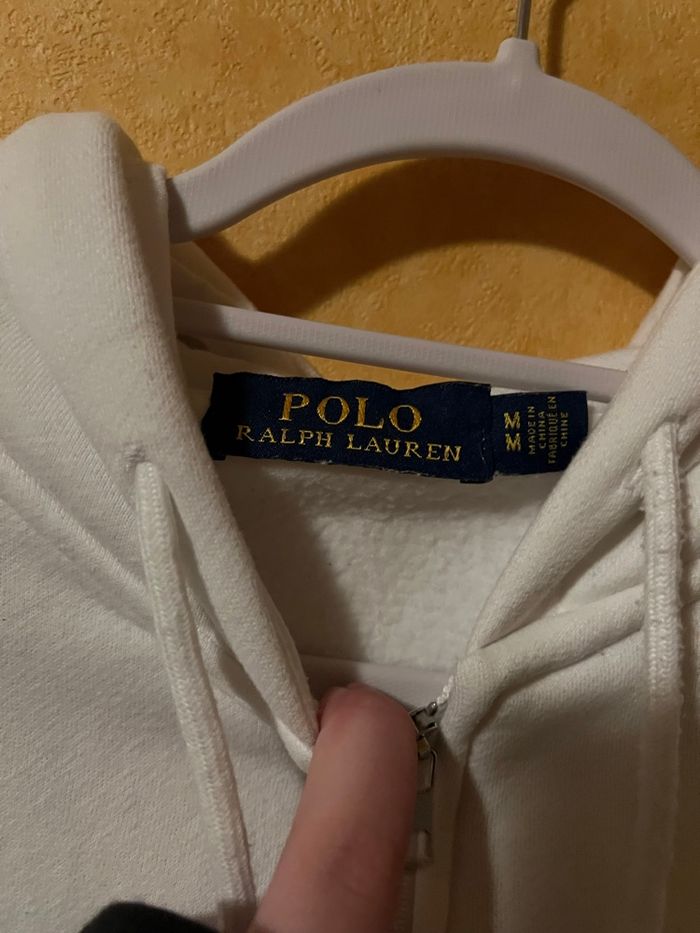 POLO
RALPH LAUREN
M
M
MADE IN
CHINA
FABRIQUÉ EN
CHINE